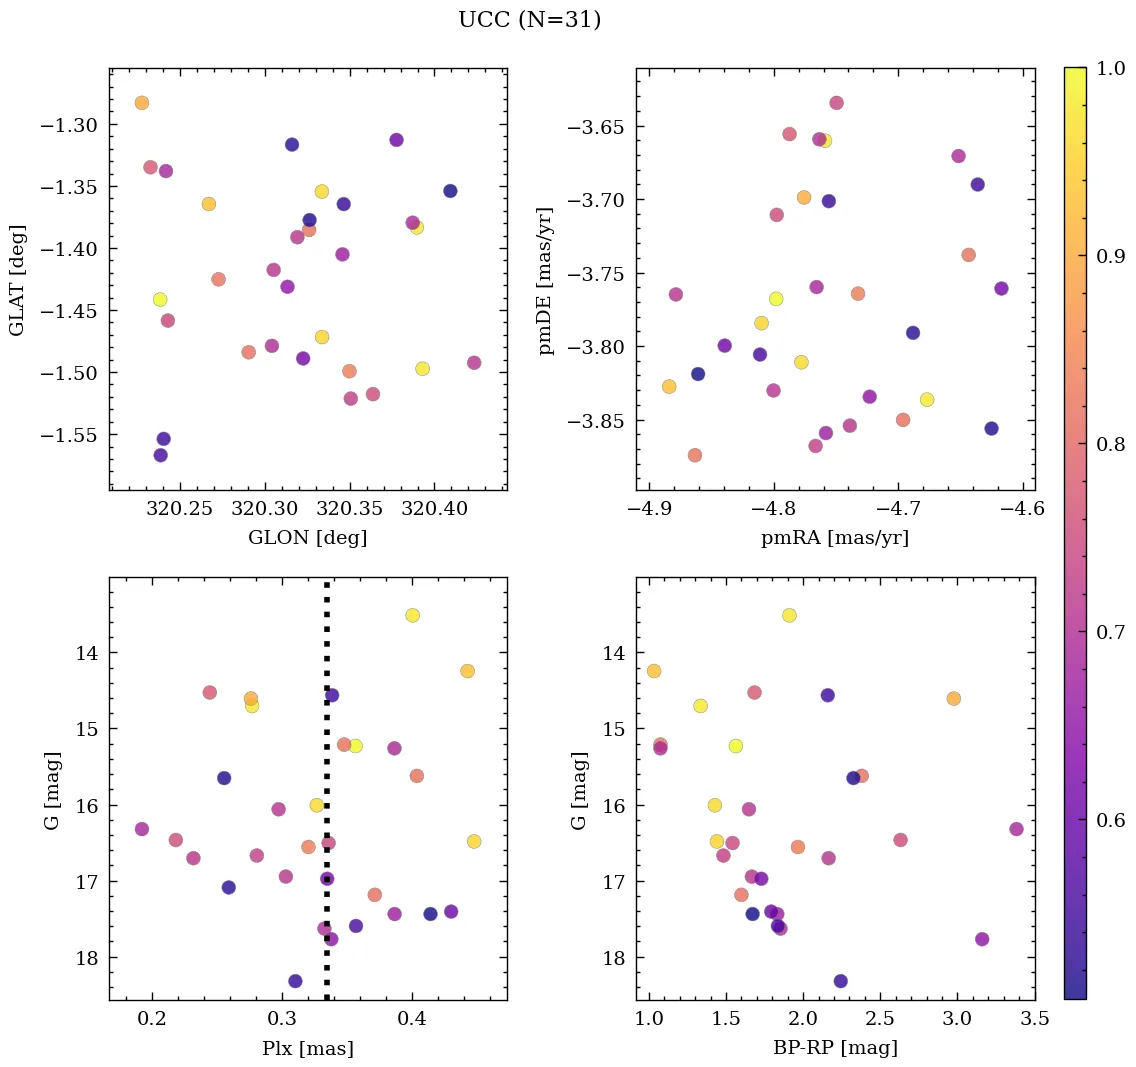 UCC (N=31)
−1.30
−1.35
−1.40
−1.45
−1.50
−1.55
GLAT [deg]
320.25 320.30 320.35 320.40
GLON [deg]
−3.65
−3.70
−3.75
−3.80
−3.85
pmDE [mas/yr]
−4.9 −4.8 −4.7 −4.6
pmRA [mas/yr]
14
15
16
17
18
G [mag]
0.2 0.3 0.4
Plx [mas]
14
15
16
17
18
G [mag]
1.0 1.5 2.0 2.5 3.0 3.5
BP-RP [mag]
1.0
0.9
0.8
0.7
0.6